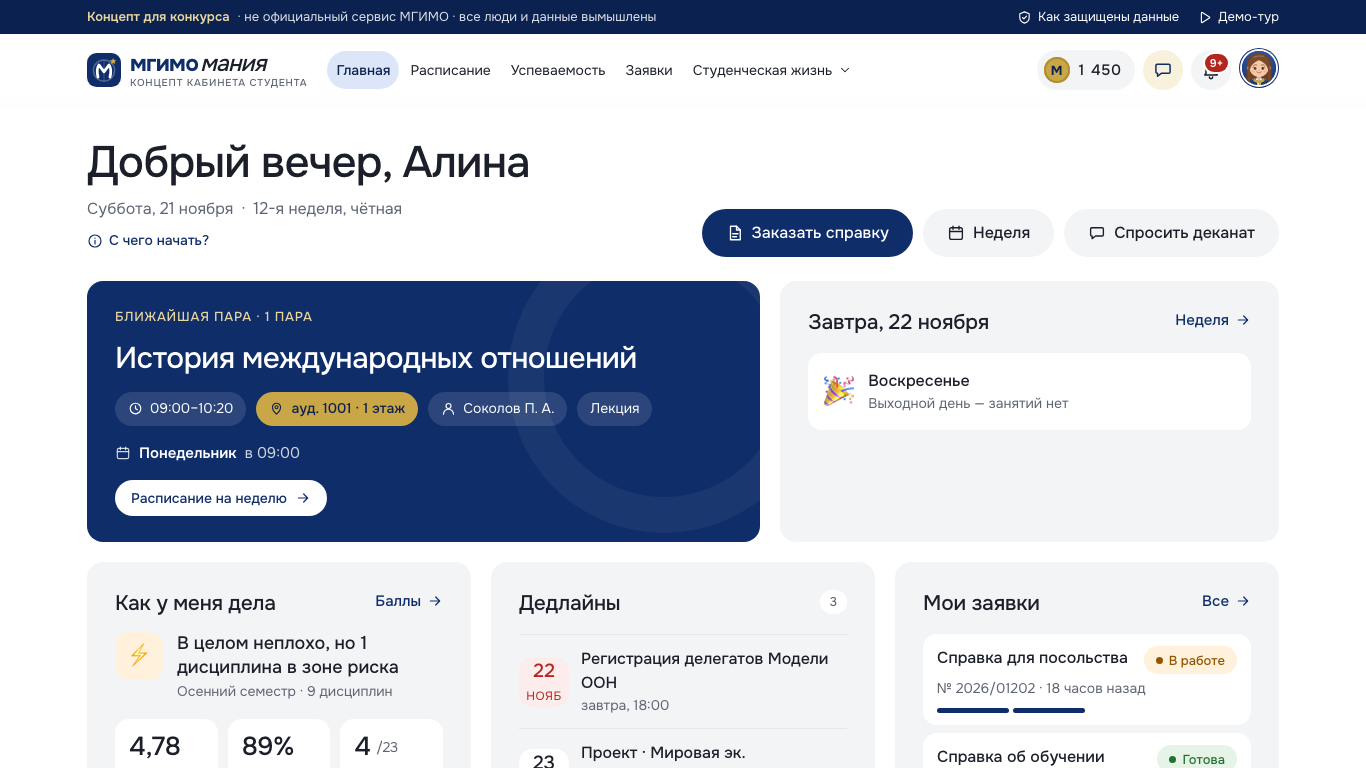 Концепт для конкурса · не официальный сервис МГИМО · все люди и данные вымышлены
Как защищены данные
Демо-тур
МГИМО МАНИЯ
КОНЦЕПТ КАБИНЕТА СТУДЕНТА
Главная
Расписание
Успеваемость
Заявки
Студенческая жизнь
M 1 450
9+
Добрый вечер, Алина
Суббота, 21 ноября · 12-я неделя, чётная
С чего начать?
Заказать справку
Неделя
Спросить деканат
БЛИЖАЙШАЯ ПАРА · 1 ПАРА
История международных отношений
09:00–10:20
ауд. 1001 · 1 этаж
Соколов П. А.
Лекция
Понедельник в 09:00
Расписание на неделю →
Завтра, 22 ноября
Неделя →
Воскресенье
Выходной день — занятий нет
Как у меня дела
Баллы →
В целом неплохо, но 1
дисциплина в зоне риска
Осенний семестр · 9 дисциплин
4,78
89%
4 /23
Дедлайны
3
22
НОЯБ
Регистрация делегатов Модели
ООН
завтра, 18:00
23
Проект · Мировая эк.
Мои заявки
Все →
Справка для посольства
В работе
№ 2026/01202 · 18 часов назад
Справка об обучении
Готова